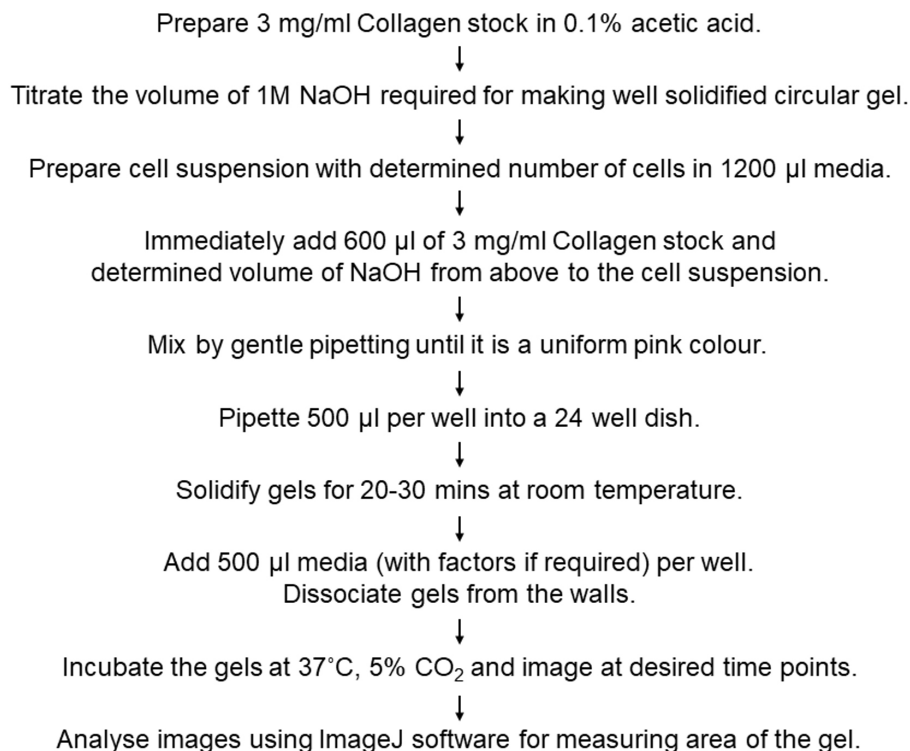 Prepare 3 mg/ml Collagen stock in 0.1% acetic acid.
Titrate the volume of 1M NaOH required for making well solidified circular gel.
Prepare cell suspension with determined number of cells in 1200 µl media.
Immediately add 600 µl of 3 mg/ml Collagen stock and
determined volume of NaOH from above to the cell suspension.
Mix by gentle pipetting until it is a uniform pink colour.
Pipette 500 µl per well into a 24 well dish.
Solidify gels for 20-30 mins at room temperature.
Add 500 µl media (with factors if required) per well.
Dissociate gels from the walls.
Incubate the gels at 37°C, 5% CO₂ and image at desired time points.
Analyse images using ImageJ software for measuring area of the gel.